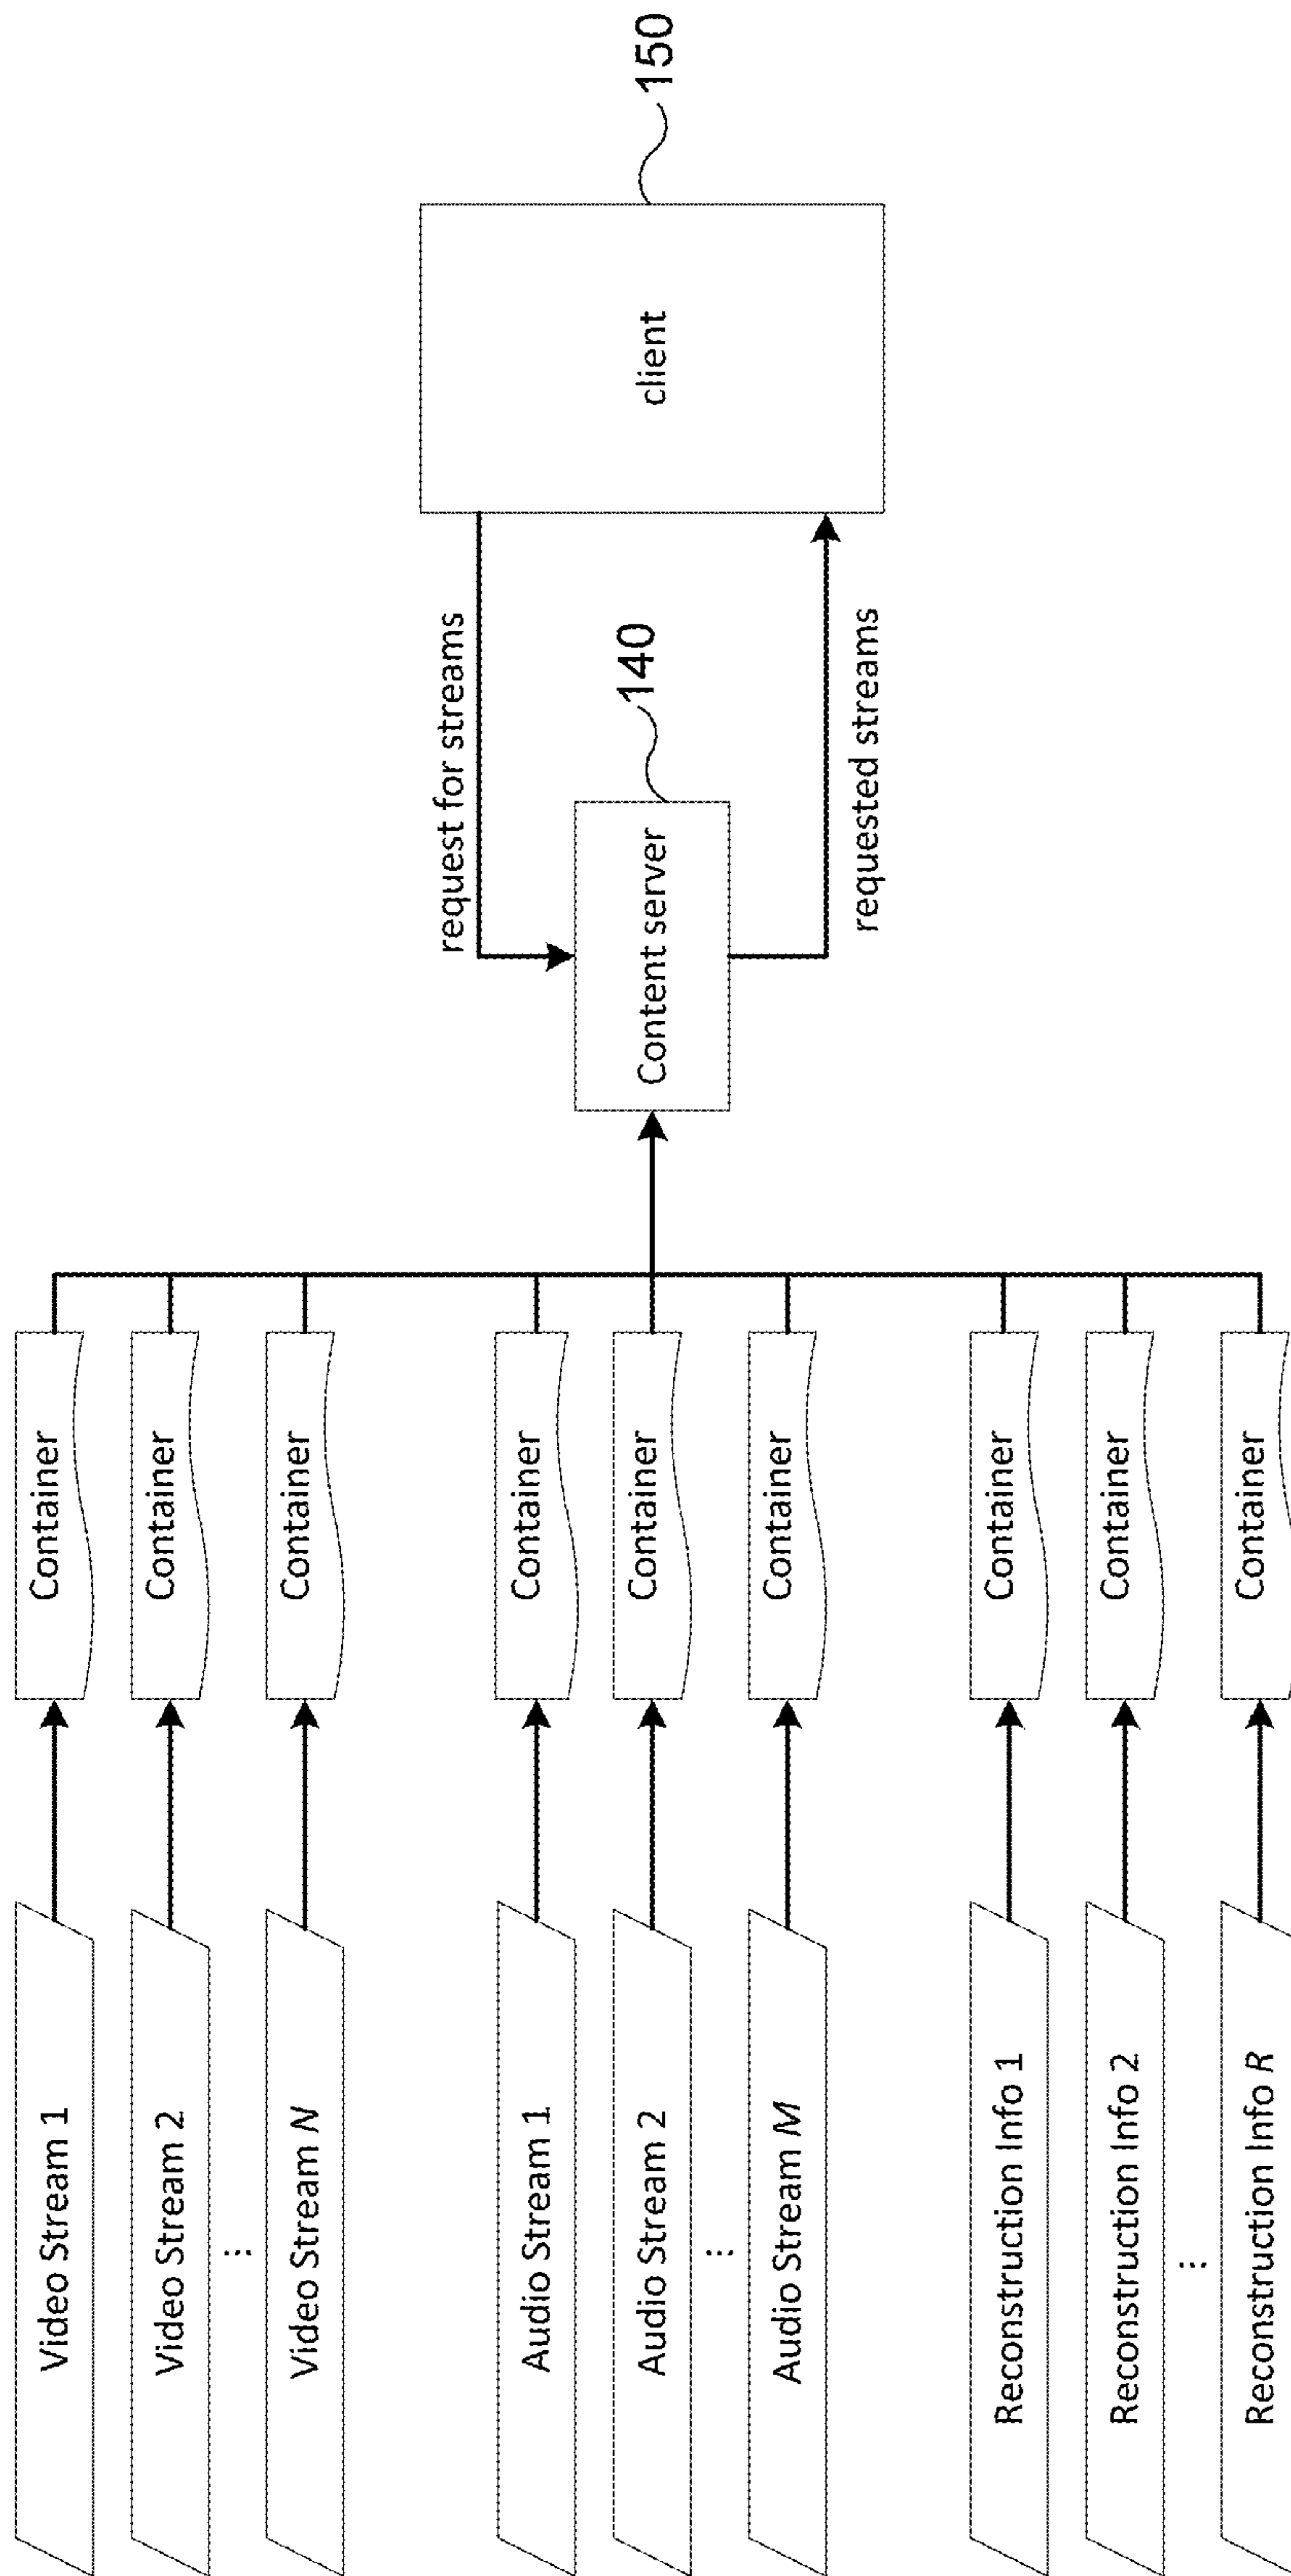 Video Stream 1
Container
Video Stream 2
Container
...
Video Stream N
Container
Audio Stream 1
Container
Audio Stream 2
Container
...
Audio Stream M
Container
Reconstruction Info 1
Container
Reconstruction Info 2
Container
...
Reconstruction Info R
Container
request for streams
Content server
140
requested streams
client
150